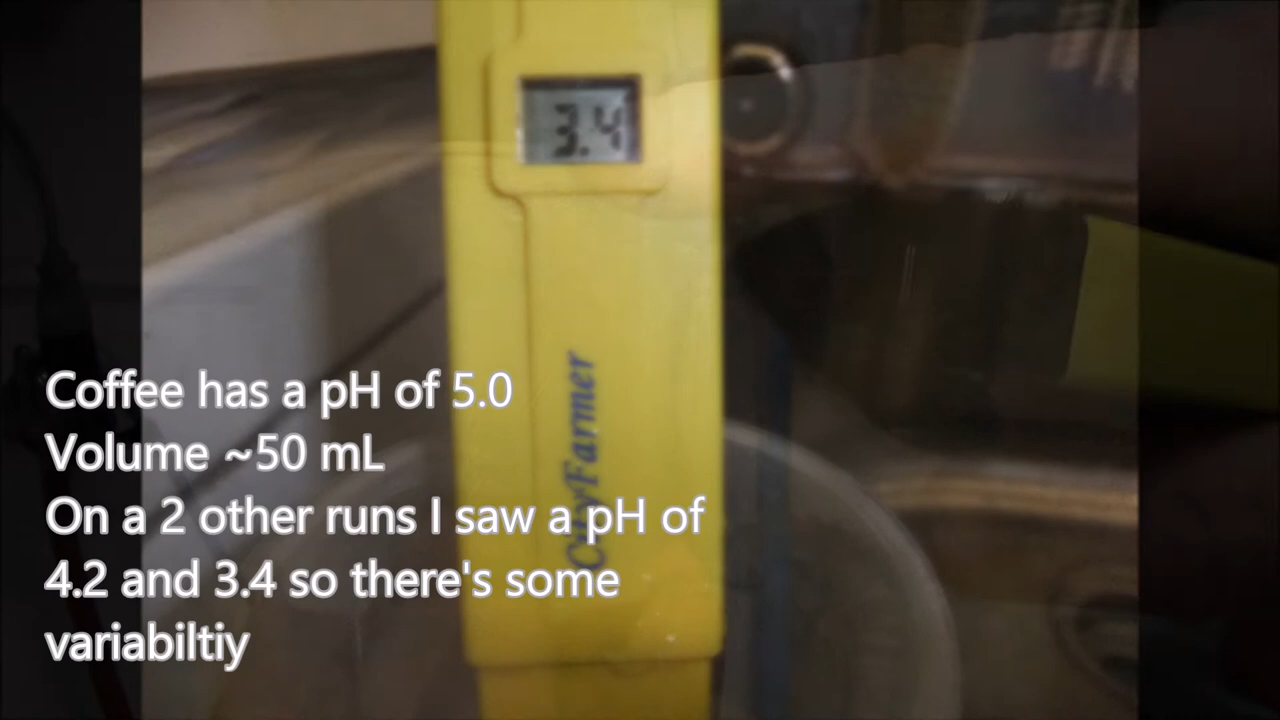 3.4
CityFarmer
Coffee has a pH of 5.0
Volume ~50 mL
On a 2 other runs I saw a pH of
4.2 and 3.4 so there's some
variabiltiy